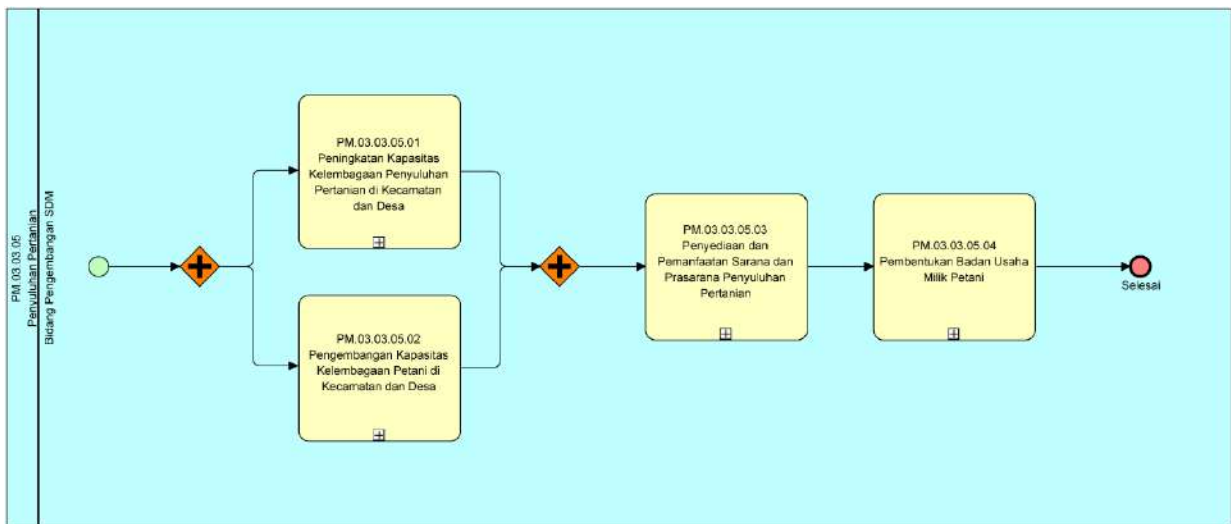 PM.03.03.05
Penyuluhan Pertanian
Bidang Pengembangan SDM
PM.03.03.05.01
Peningkatan Kapasitas
Kelembagaan Penyuluhan
Pertanian di Kecamatan
dan Desa
PM.03.03.05.02
Pengembangan Kapasitas
Kelembagaan Petani di
Kecamatan dan Desa
PM.03.03.05.03
Penyediaan dan
Pemanfaatan Sarana dan
Prasarana Penyuluhan
Pertanian
PM.03.03.05.04
Pembentukan Badan Usaha
Milik Petani
Selesai